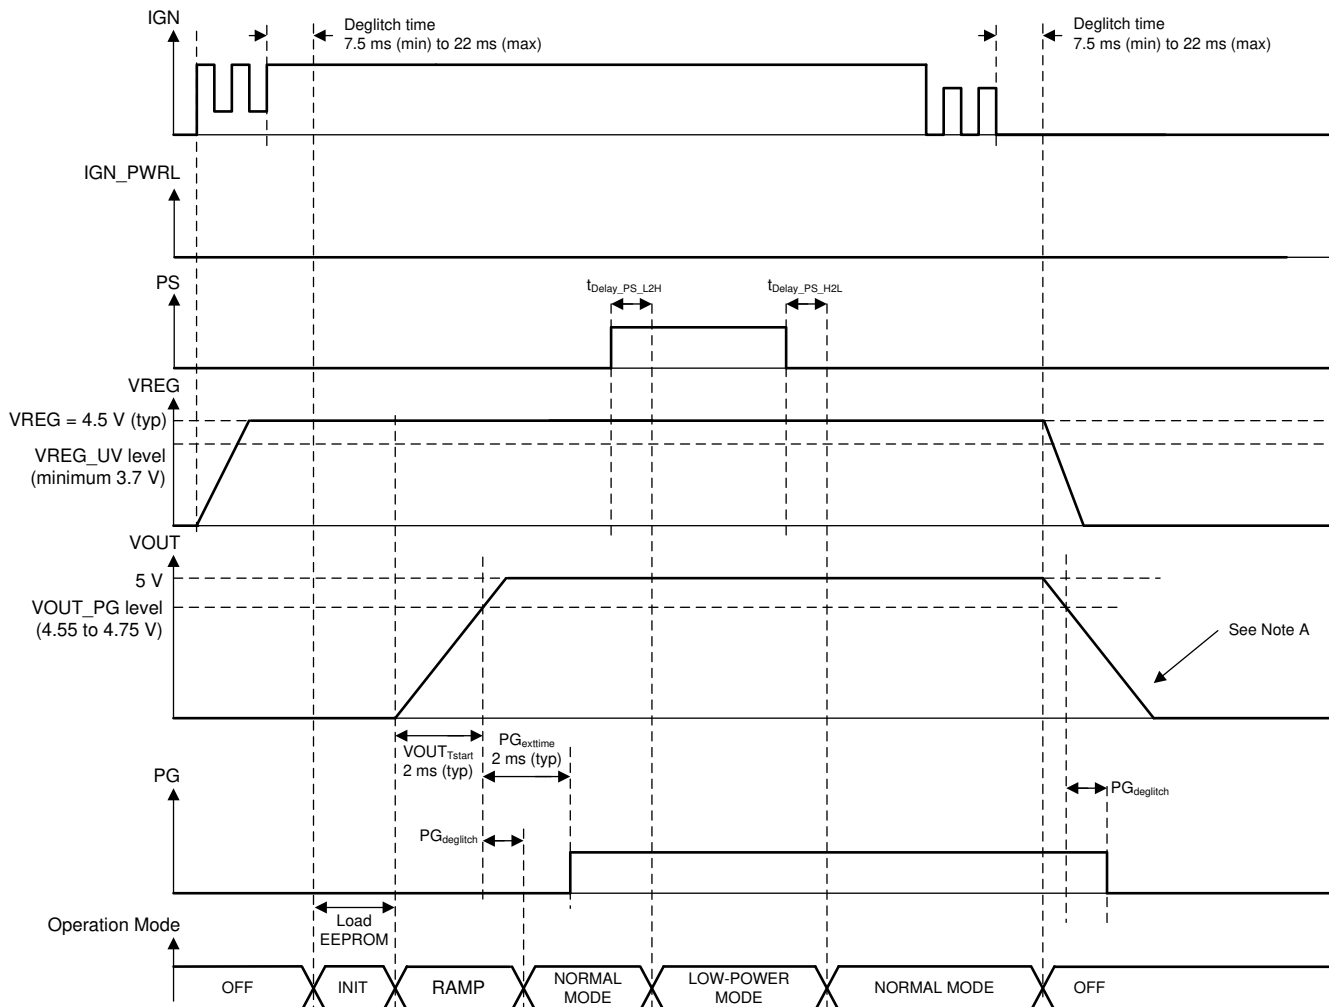 IGN
Deglitch time
7.5 ms (min) to 22 ms (max)
Deglitch time
7.5 ms (min) to 22 ms (max)
IGN_PWRL
PS
tDelay_PS_L2H
tDelay_PS_H2L
VREG
VREG = 4.5 V (typ)
VREG_UV level
(minimum 3.7 V)
VOUT
5 V
VOUT_PG level
(4.55 to 4.75 V)
See Note A
VOUTTstart
2 ms (typ)
PGexttime
2 ms (typ)
PG
PGdeglitch
PGdeglitch
Operation Mode
Load
EEPROM
OFF
INIT
RAMP
NORMAL
MODE
LOW-POWER
MODE
NORMAL MODE
OFF